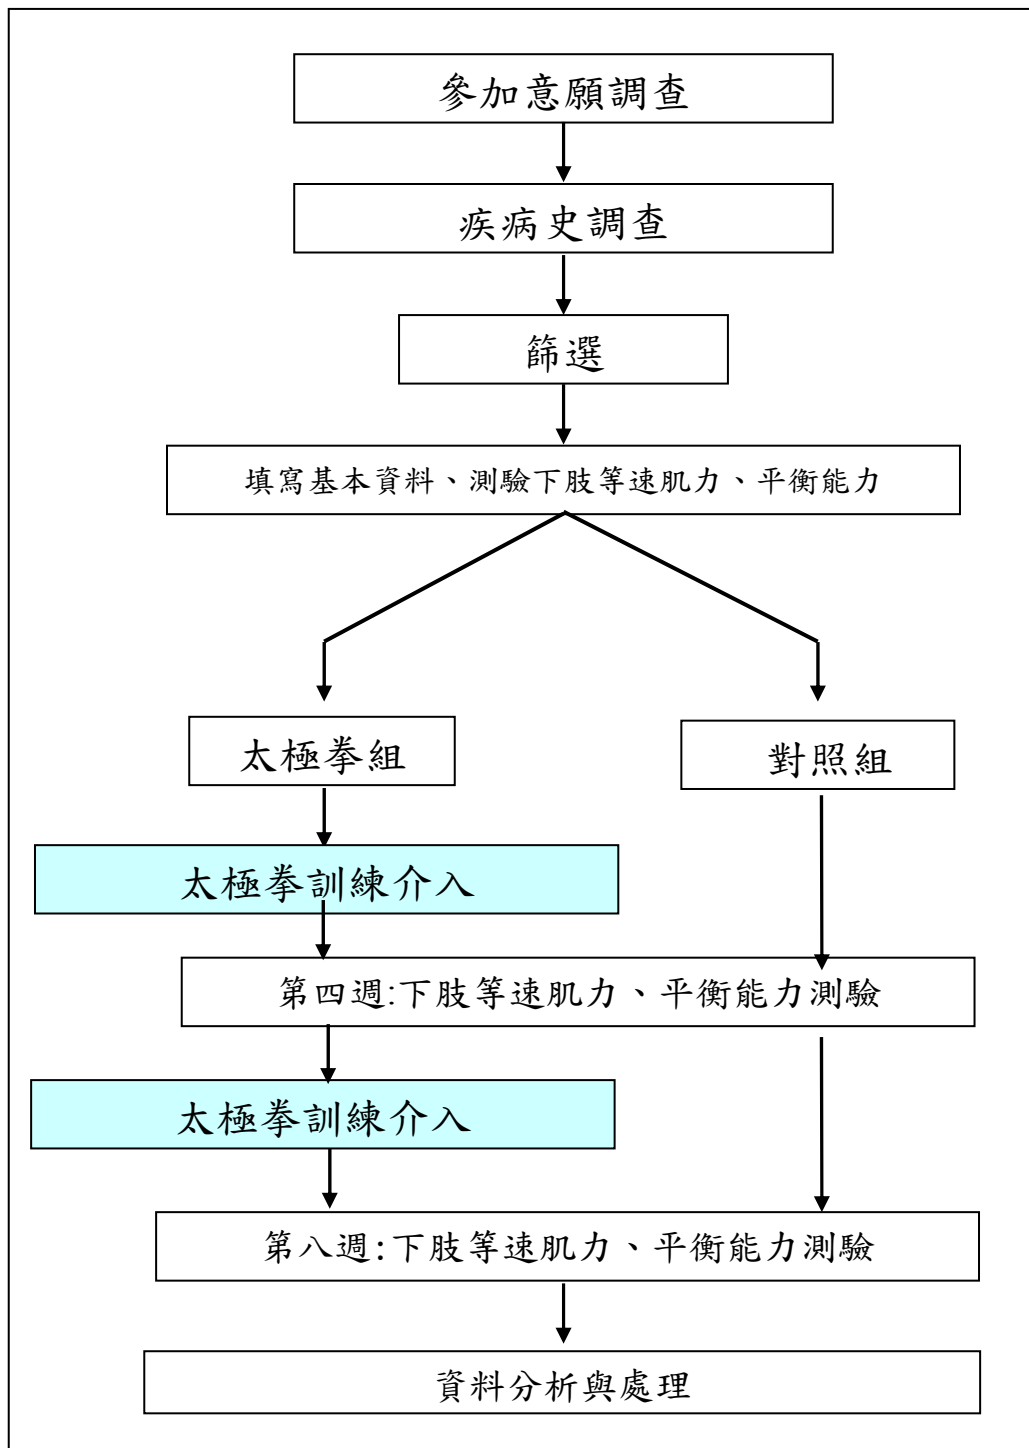 參加意願調查
疾病史調查
篩選
填寫基本資料、測驗下肢等速肌力、平衡能力
太極拳組
對照組
太極拳訓練介入
第四週:下肢等速肌力、平衡能力測驗
太極拳訓練介入
第八週:下肢等速肌力、平衡能力測驗
資料分析與處理